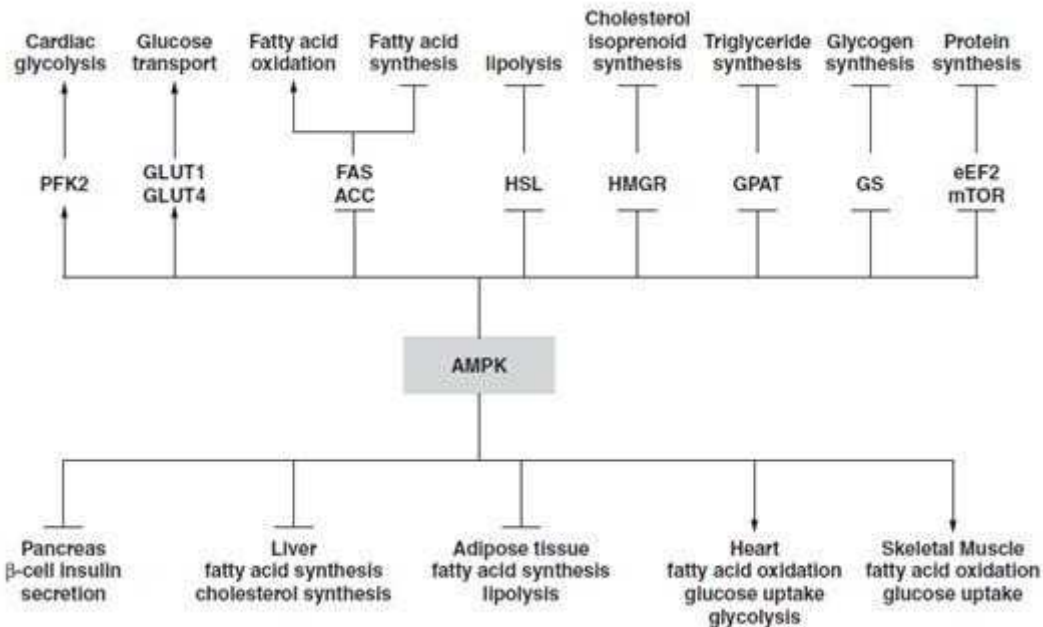 Cardiac
glycolysis
Glucose
transport
Fatty acid
oxidation
Fatty acid
synthesis
lipolysis
Cholesterol
isoprenoid
synthesis
Triglyceride
synthesis
Glycogen
synthesis
Protein
synthesis
PFK2
GLUT1
GLUT4
FAS
ACC
HSL
HMGR
GPAT
GS
eEF2
mTOR
AMPK
Pancreas
β-cell insulin
secretion
Liver
fatty acid synthesis
cholesterol synthesis
Adipose tissue
fatty acid synthesis
lipolysis
Heart
fatty acid oxidation
glucose uptake
glycolysis
Skeletal Muscle
fatty acid oxidation
glucose uptake